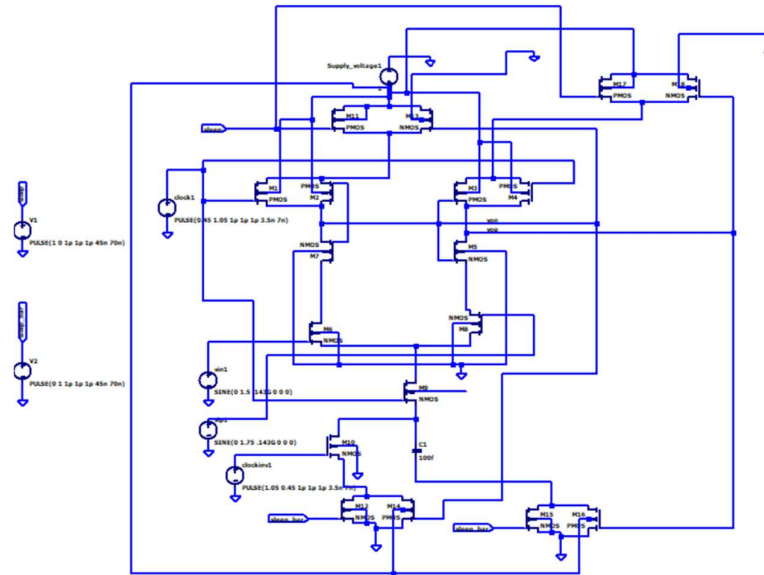 Supply_voltage1
M17
M18
PMOS
NMOS
M11
M13
sleep
PMOS
NMOS
M1
PMOS
M3
PMOS
clock1
PMOS
M2
PMOS
M4
PULSE(0.45 1.05 1p 1p 1p 3.5n 7n)
sleep
V1
PULSE(1 0 1p 1p 1p 45n 70n)
NMOS
M7
M5
NMOS
NMOS
M6
M8
NMOS
sleep_bar
V2
PULSE(0 1 1p 1p 1p 45n 70n)
vin1
SINE(0 1.5 .143G 0 0 0)
M9
NMOS
SINE(0 1.75 .143G 0 0 0)
M10
NMOS
C1
100f
clockinv1
PULSE(1.05 0.45 1p 1p 1p 3.5n 7n)
M12
M14
sleep_bar
NMOS
PMOS
M15
M16
sleep_bar
NMOS
PMOS